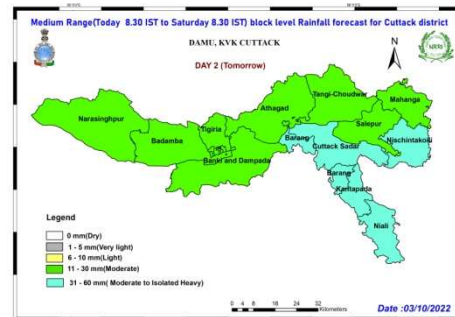 Medium Range(Today 8.30 IST to Saturday 8.30 IST) block level Rainfall forecast for Cuttack district
DAMU, KVK CUTTACK
DAY 2 (Tomorrow)
N
Narasinghpur
Badamba
Tigiria
Banki and Dampada
Athagad
Tangi-Choudwar
Mahanga
Salepur
Nischintakoili
Barang
Cuttack Sadar
Barang
Kantapada
Niali
Legend
0 mm(Dry)
1 - 5 mm(Very light)
6 - 10 mm(Light)
11 - 30 mm(Moderate)
31 - 60 mm( Moderate to Isolated Heavy)
0 4 8 16 24 32
Kilometers
Date :03/10/2022